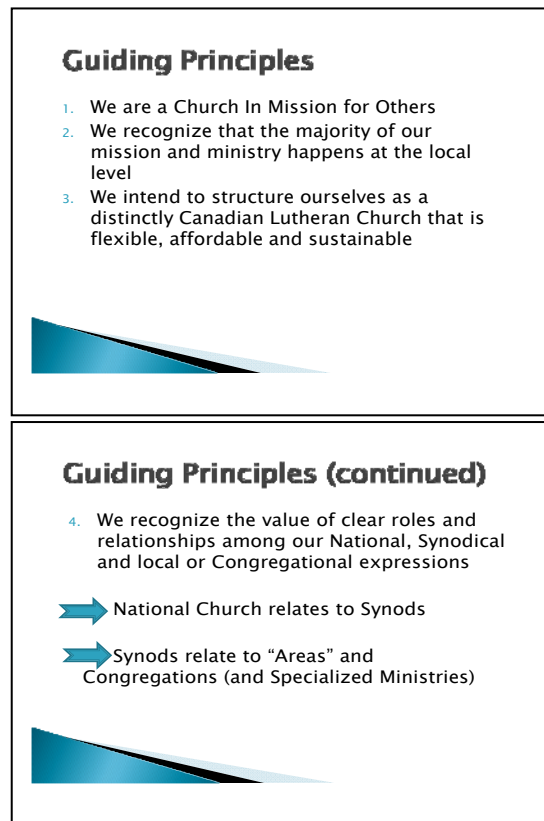 Guiding Principles
1. We are a Church In Mission for Others
2. We recognize that the majority of our
mission and ministry happens at the local
level
3. We intend to structure ourselves as a
distinctly Canadian Lutheran Church that is
flexible, affordable and sustainable
Guiding Principles (continued)
4. We recognize the value of clear roles and
relationships among our National, Synodical
and local or Congregational expressions
National Church relates to Synods
Synods relate to “Areas” and
Congregations (and Specialized Ministries)